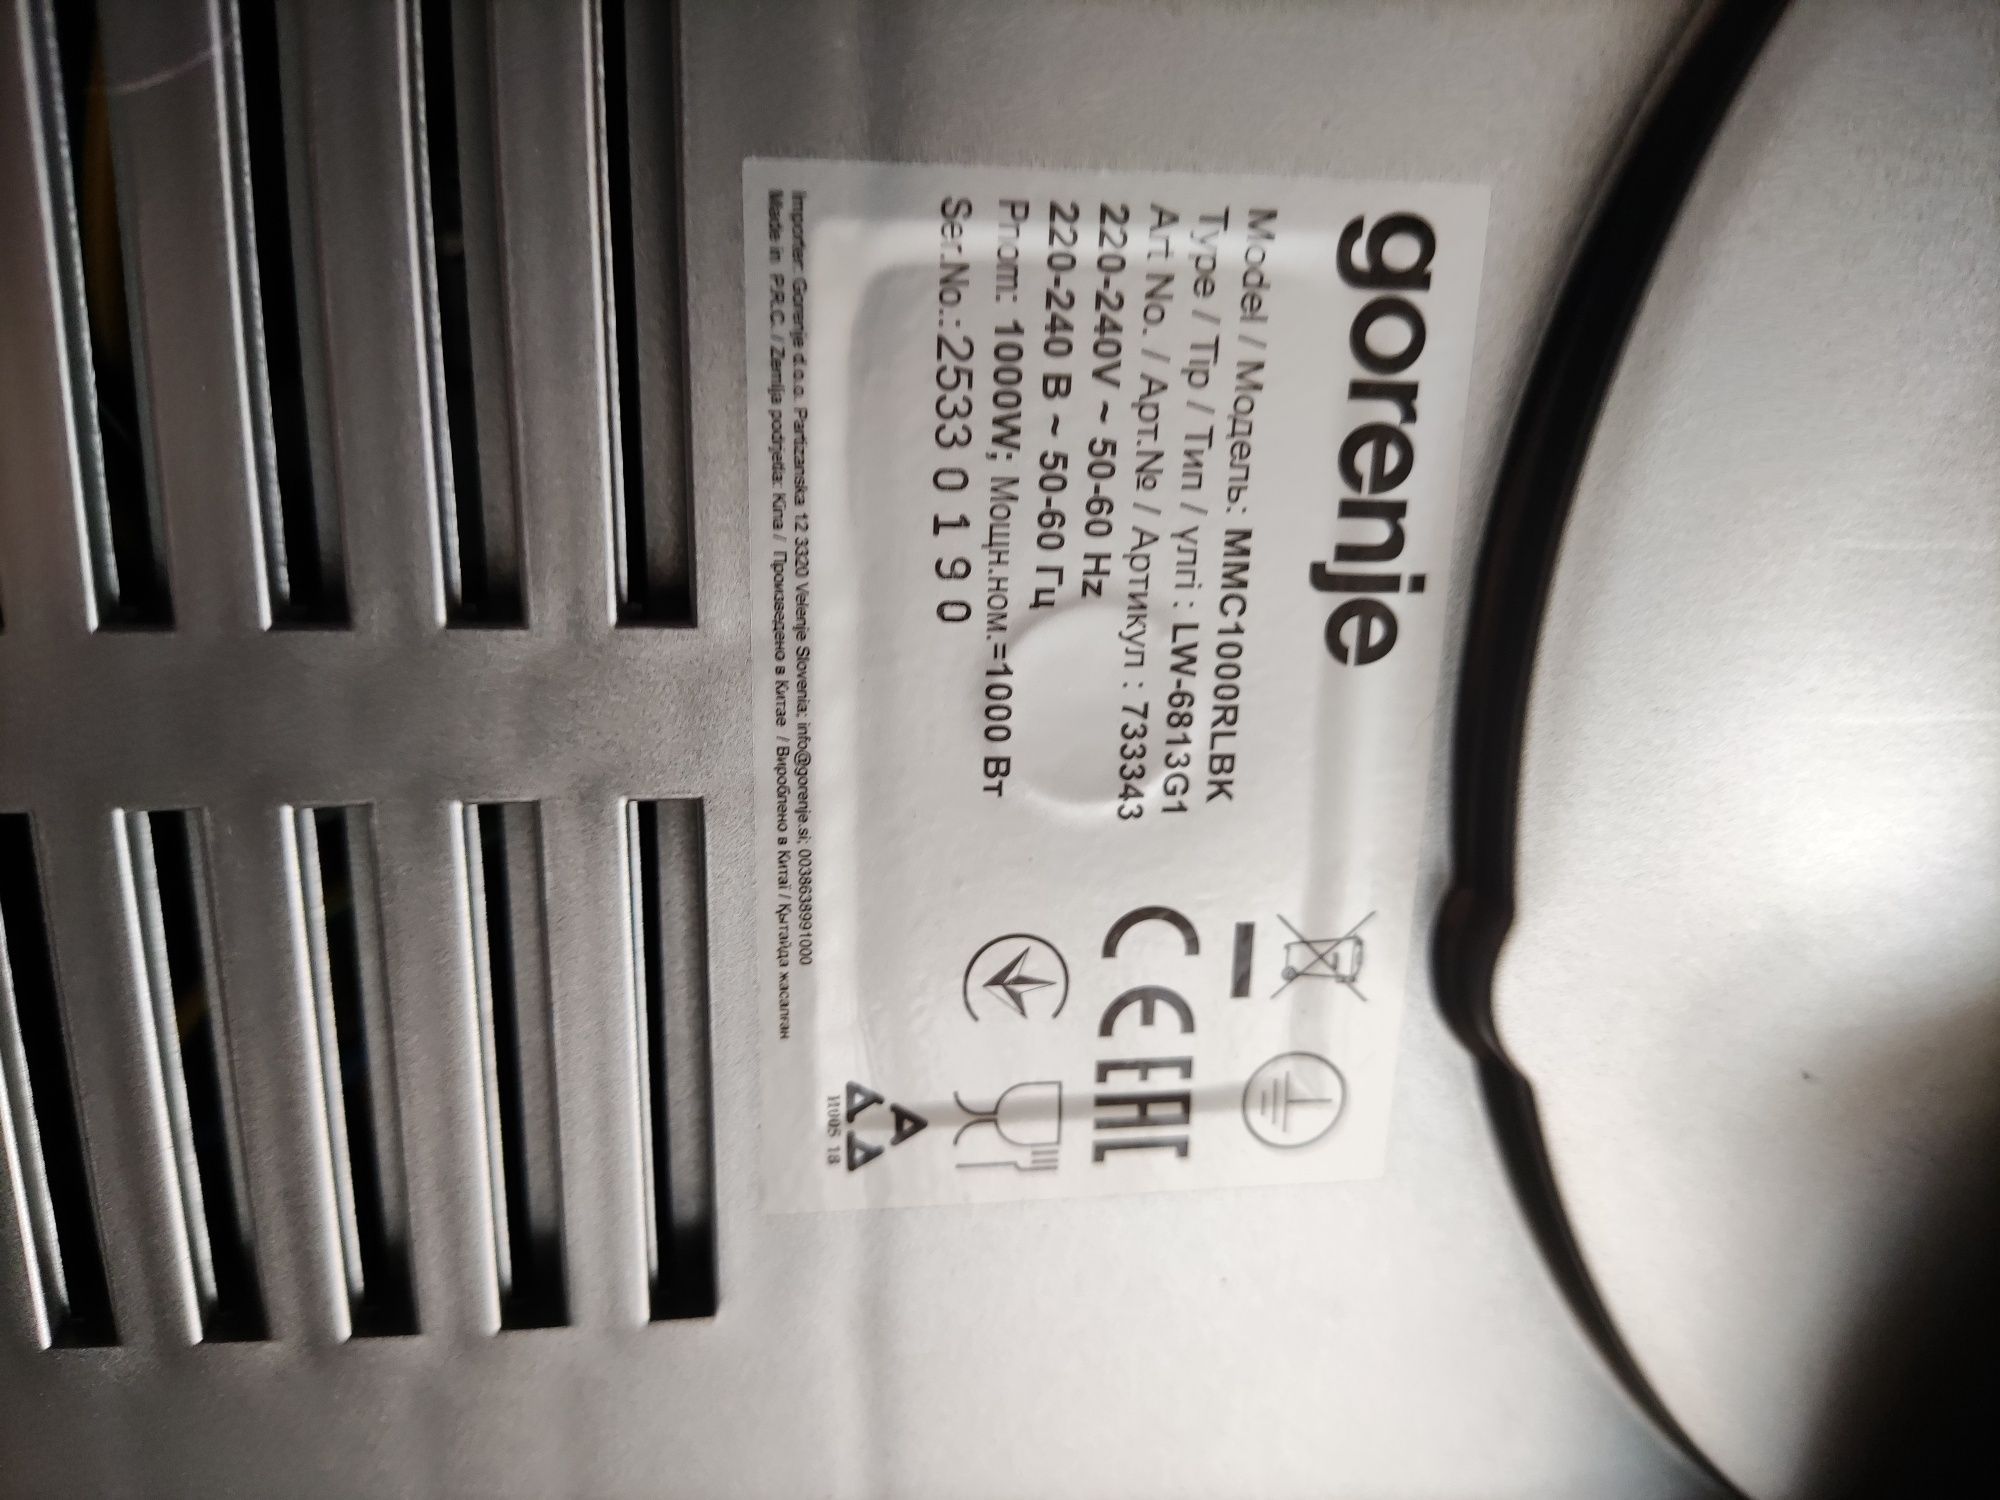 gorenje
Model / Модель: MMC1000RLBK
Type / Tip / Тип / үлгі : LW-6813G1
Art No. / Арт.№ / Артикул : 733343
220-240V ~ 50-60 Hz
220-240 В ~ 50-60 Гц
Pnom: 1000W; Мощн.ном.=1000 Вт
Ser.No.:2533 0 1 9 0
Importer: Gorenje d.o.o. Partizanska 12 3320 Velenje Slovenia; info@gorenje.si; 0038638991000
Made in P.R.C. / Zemlja podrijetla: Kina / Произведено в Китае / Вироблено в Китаї / Қытайда жасалған
CE
EAC